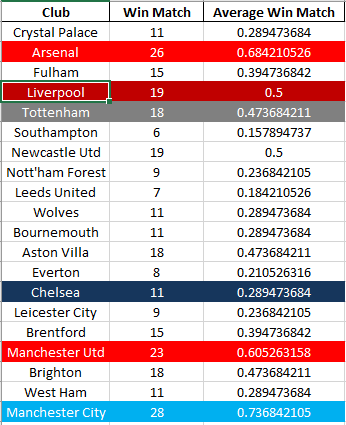 Club Win Match Average Win Match
Crystal Palace 11 0.289473684
Arsenal 26 0.684210526
Fulham 15 0.394736842
Liverpool 19 0.5
Tottenham 18 0.473684211
Southampton 6 0.157894737
Newcastle Utd 19 0.5
Nott'ham Forest 9 0.236842105
Leeds United 7 0.184210526
Wolves 11 0.289473684
Bournemouth 11 0.289473684
Aston Villa 18 0.473684211
Everton 8 0.210526316
Chelsea 11 0.289473684
Leicester City 9 0.236842105
Brentford 15 0.394736842
Manchester Utd 23 0.605263158
Brighton 18 0.473684211
West Ham 11 0.289473684
Manchester City 28 0.736842105